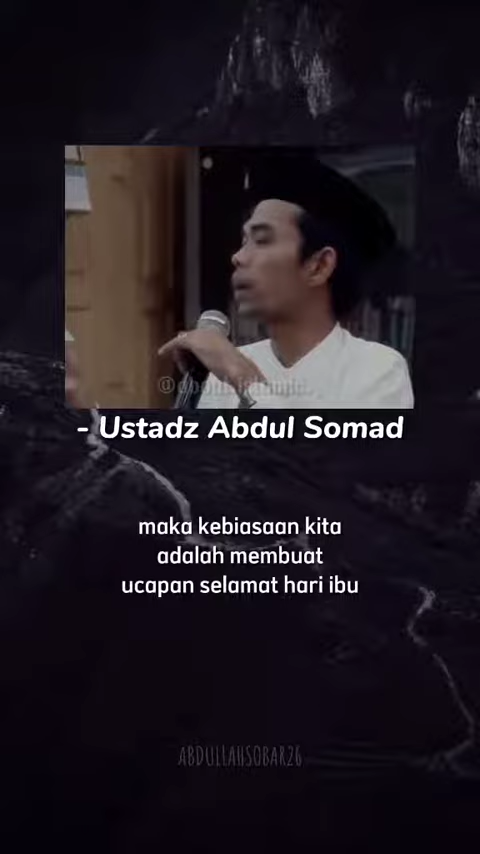 - Ustadz Abdul Somad
maka kebiasaan kita
adalah membuat
ucapan selamat hari ibu
ABDULLAHSOBAR26